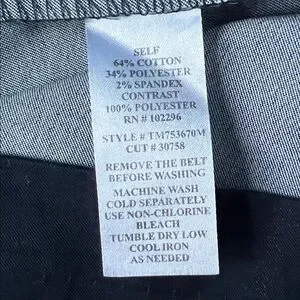 SELF
64% COTTON
34% POLYESTER
2% SPANDEX
CONTRAST
100% POLYESTER
RN # 102296
STYLE # TM753670M
CUT # 30758
REMOVE THE BELT
BEFORE WASHING
MACHINE WASH
COLD SEPARATELY
USE NON-CHLORINE
BLEACH
TUMBLE DRY LOW
COOL IRON
AS NEEDED